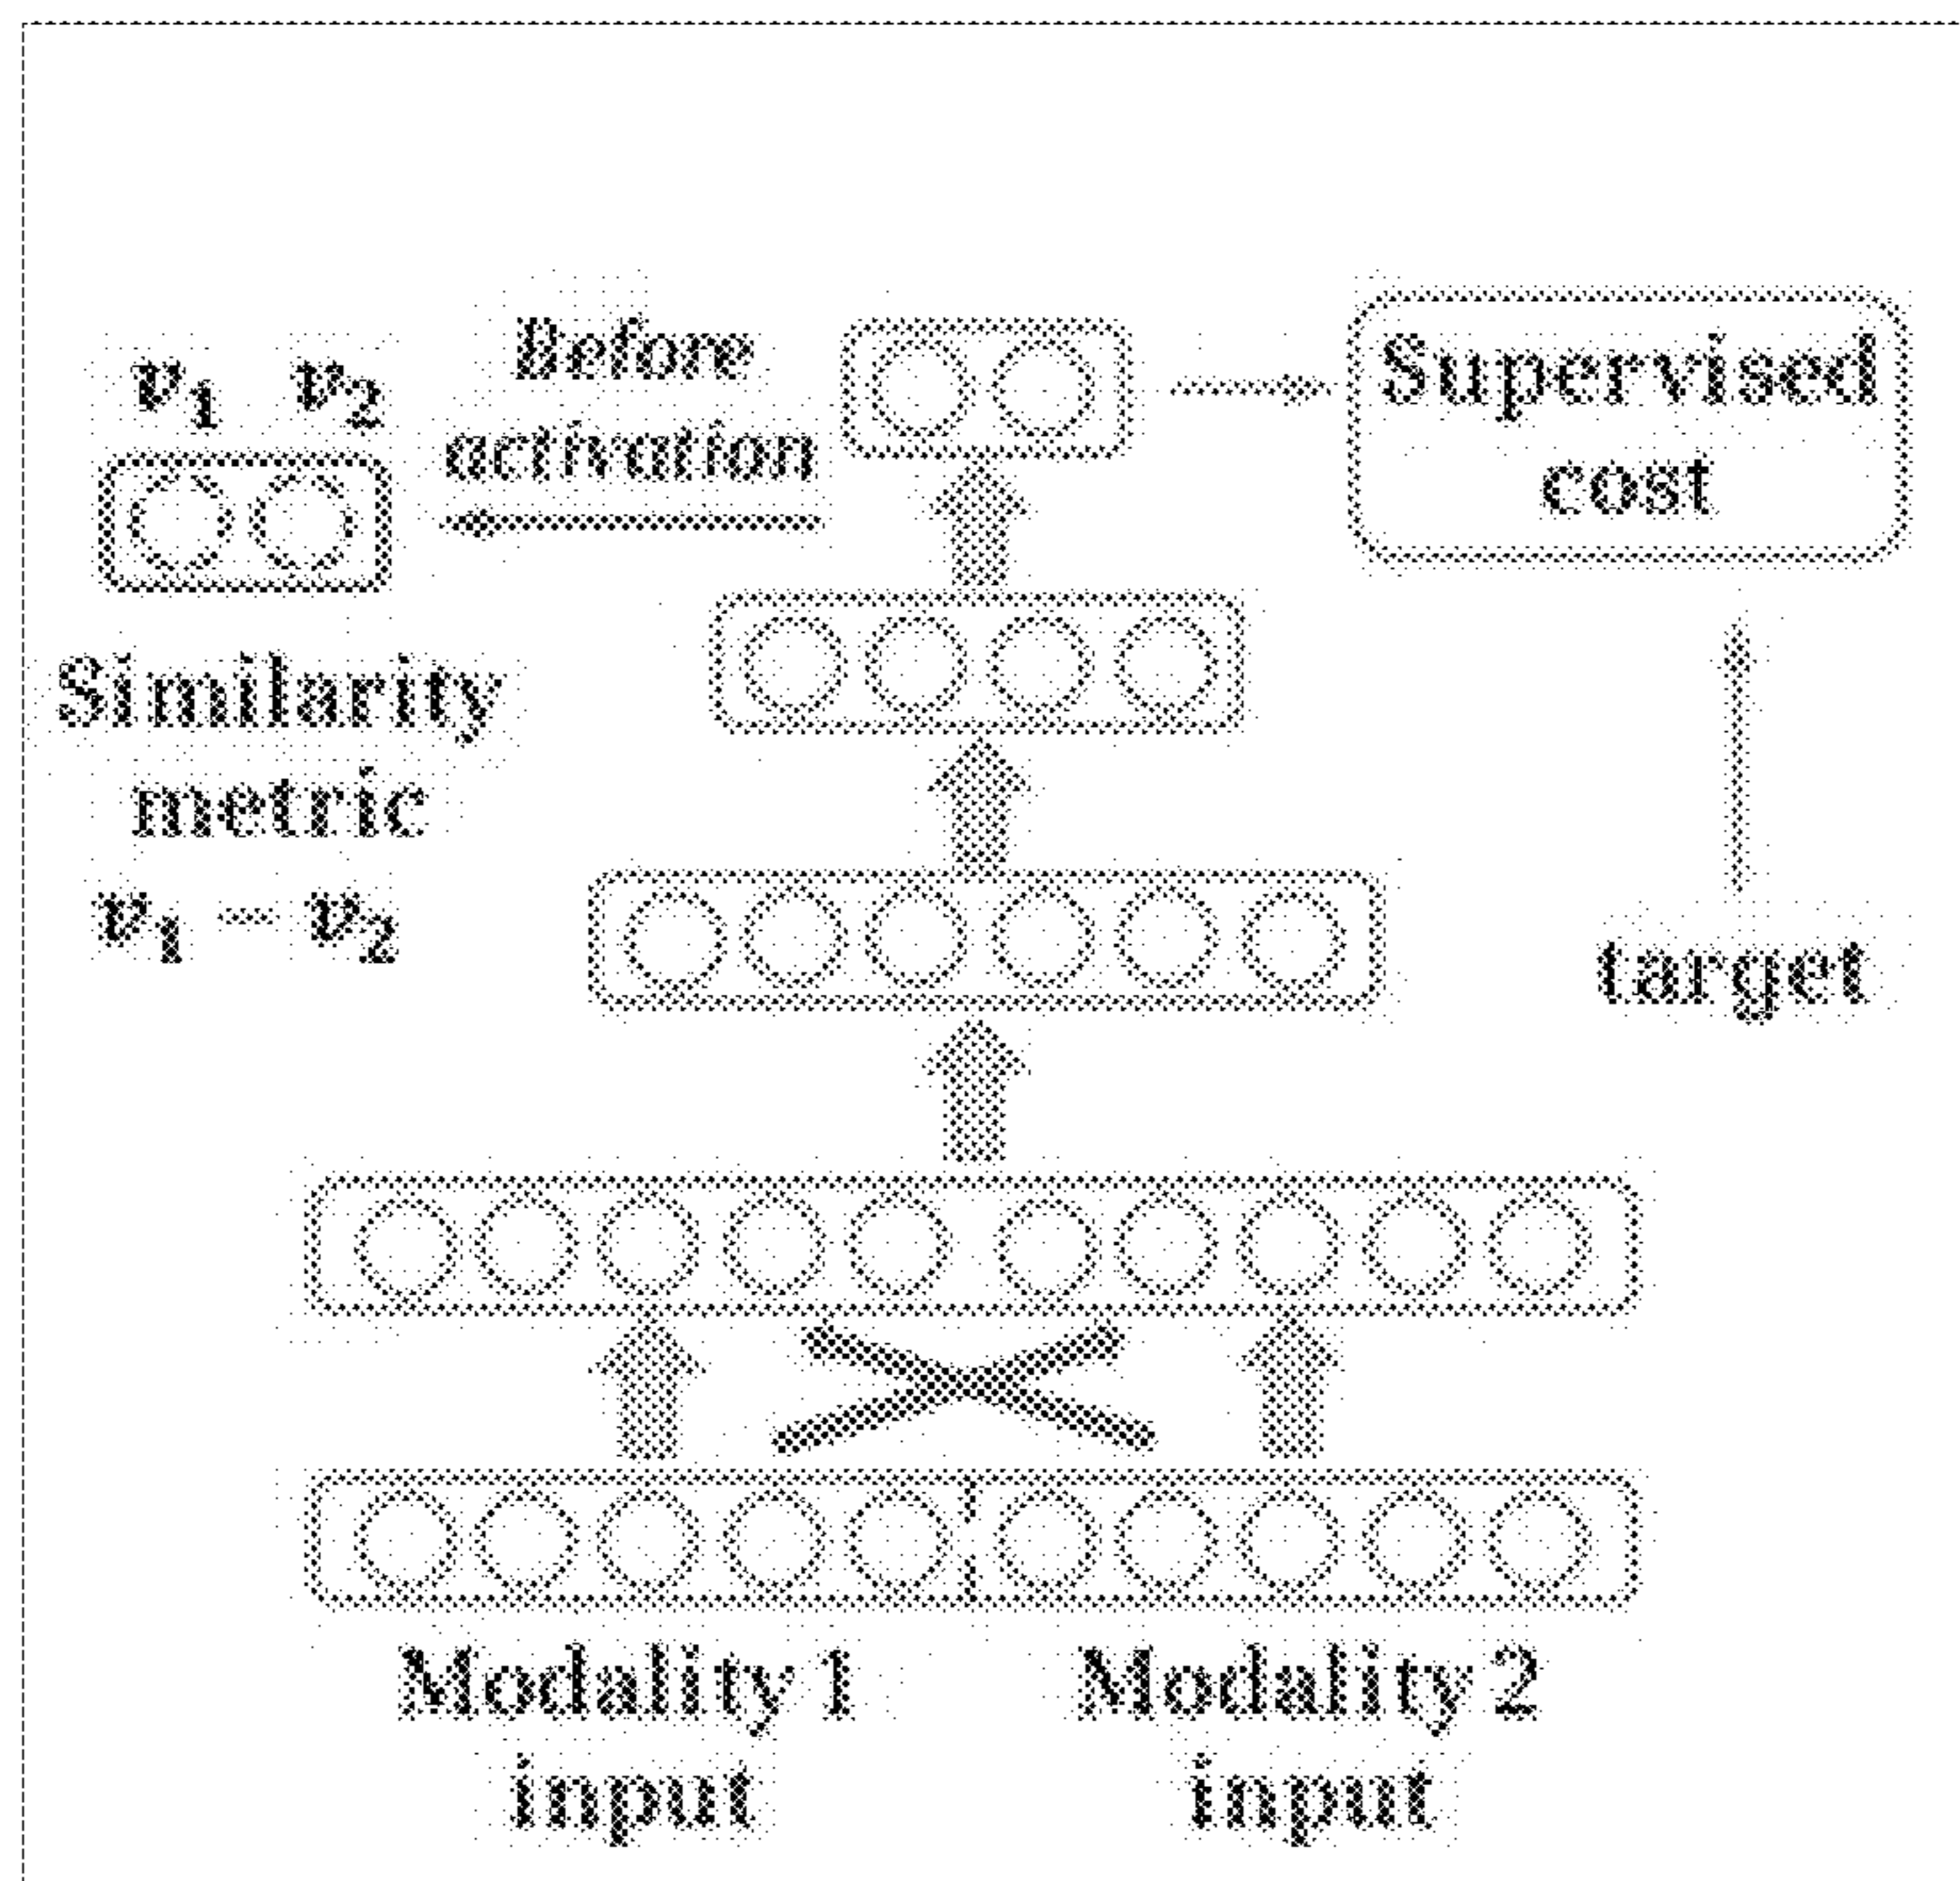 v1 v2
Before
activation
Supervised
cost
Similarity
metric
v1 - v2
target
Modality 1
input
Modality 2
input